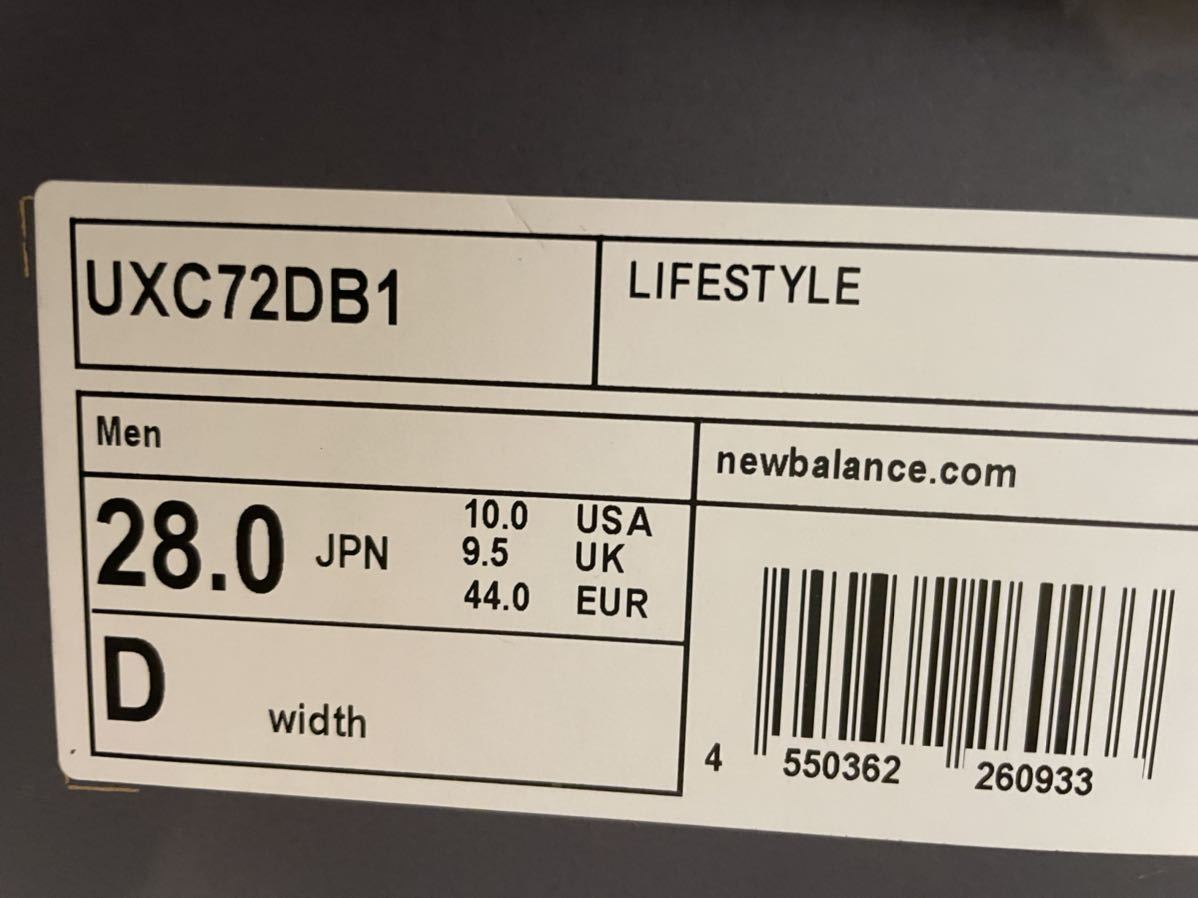 UXC72DB1
LIFESTYLE
Men
newbalance.com
28.0 JPN
10.0 USA
9.5 UK
44.0 EUR
D width
4 550362 260933